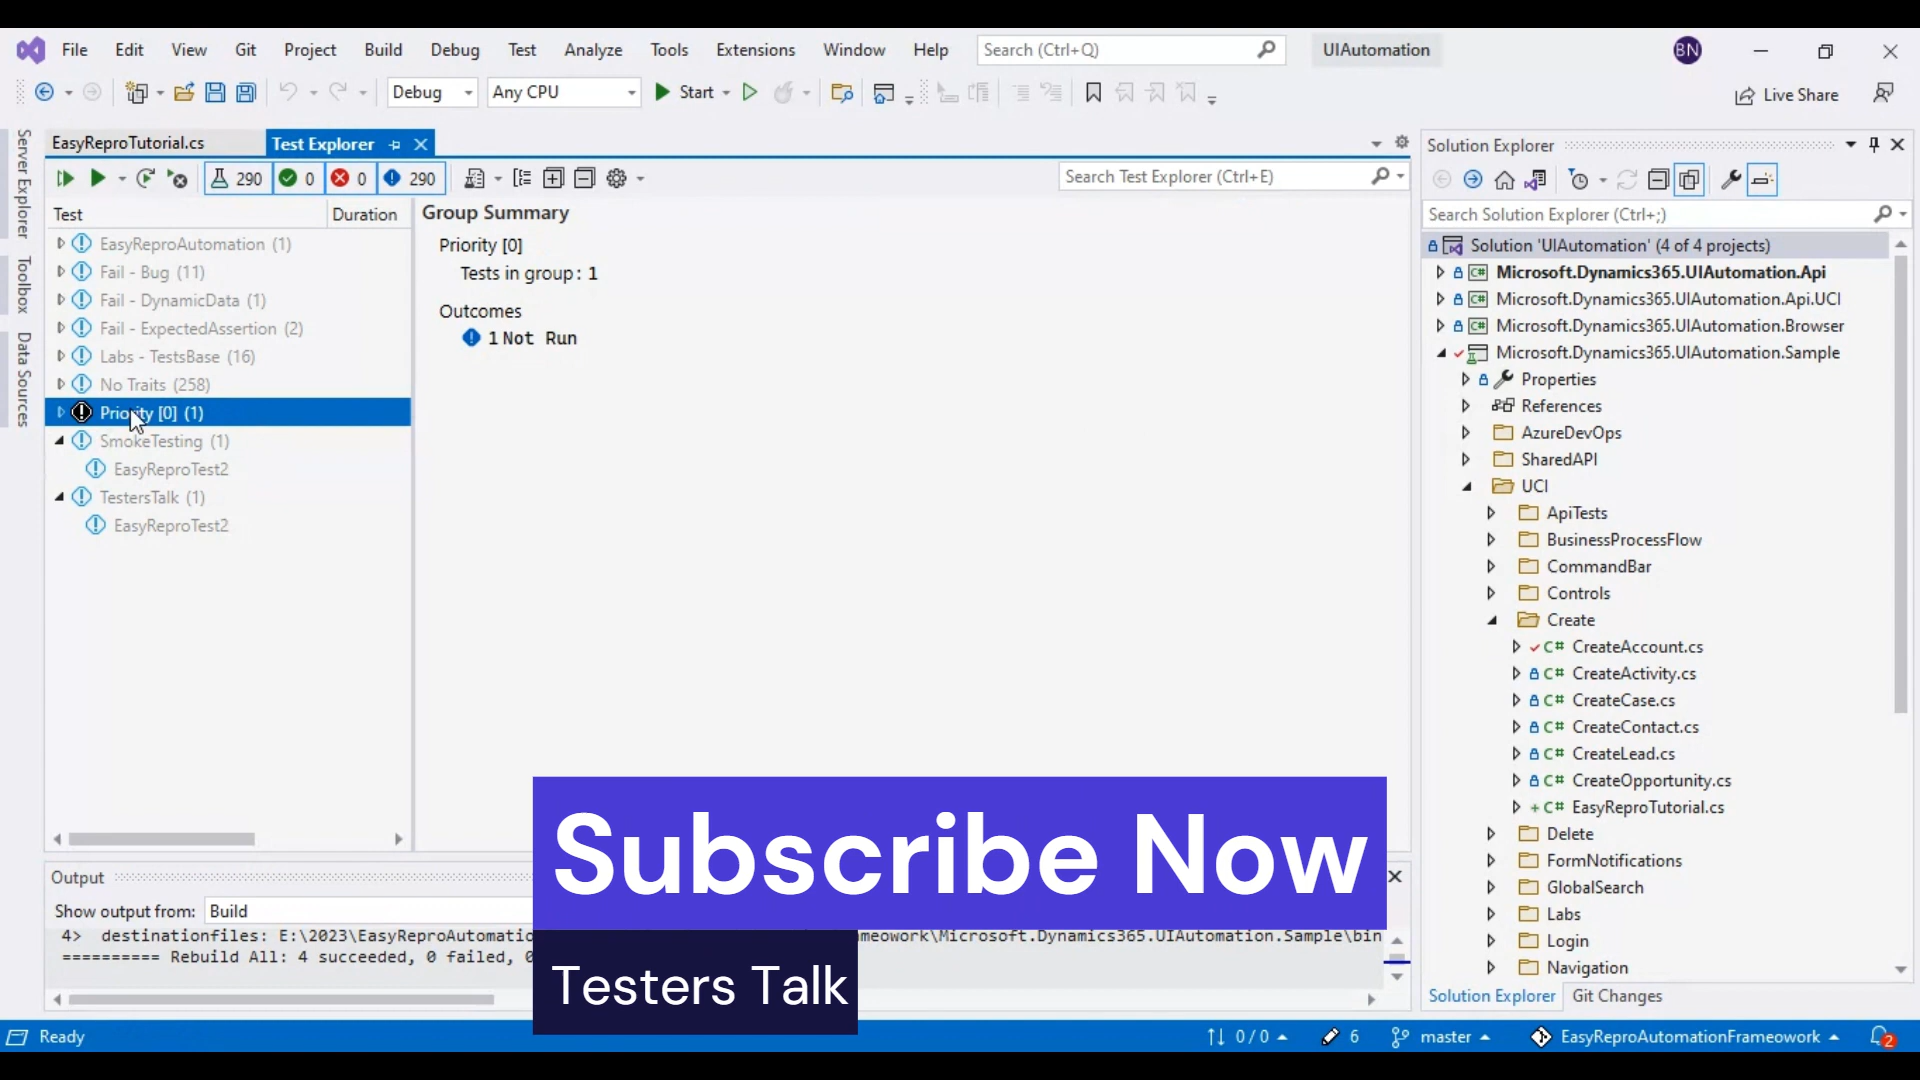 File Edit View Git Project Build Debug Test Analyze Tools Extensions Window Help Search (Ctrl+Q) UIAutomation BN
Debug Any CPU Start Live Share
Server Explorer
Toolbox
Data Sources
EasyReproTutorial.cs Test Explorer
290 0 0 290 Search Test Explorer (Ctrl+E)
Test Duration
EasyReproAutomation (1)
Fail - Bug (11)
Fail - DynamicData (1)
Fail - ExpectedAssertion (2)
Labs - TestsBase (16)
No Traits (258)
Priority [0] (1)
SmokeTesting (1)
EasyReproTest2
TestersTalk (1)
EasyReproTest2
Group Summary
Priority [0]
Tests in group: 1
Outcomes
1 Not Run
Solution Explorer
Search Solution Explorer (Ctrl+;)
Solution 'UIAutomation' (4 of 4 projects)
Microsoft.Dynamics365.UIAutomation.Api
Microsoft.Dynamics365.UIAutomation.Api.UCI
Microsoft.Dynamics365.UIAutomation.Browser
Microsoft.Dynamics365.UIAutomation.Sample
Properties
References
AzureDevOps
SharedAPI
UCI
ApiTests
BusinessProcessFlow
CommandBar
Controls
Create
C# CreateAccount.cs
C# CreateActivity.cs
C# CreateCase.cs
C# CreateContact.cs
C# CreateLead.cs
C# CreateOpportunity.cs
C# EasyReproTutorial.cs
Delete
FormNotifications
GlobalSearch
Labs
Login
Navigation
Solution Explorer Git Changes
Output
Show output from: Build
4> destinationfiles: E:\2023\EasyReproAutomatio meowork\Microsoft.Dynamics365.UIAutomation.Sample\bin
========== Rebuild All: 4 succeeded, 0 failed, 0
Subscribe Now
Testers Talk
Ready 0 / 0 6 master EasyReproAutomationFrameowork 2